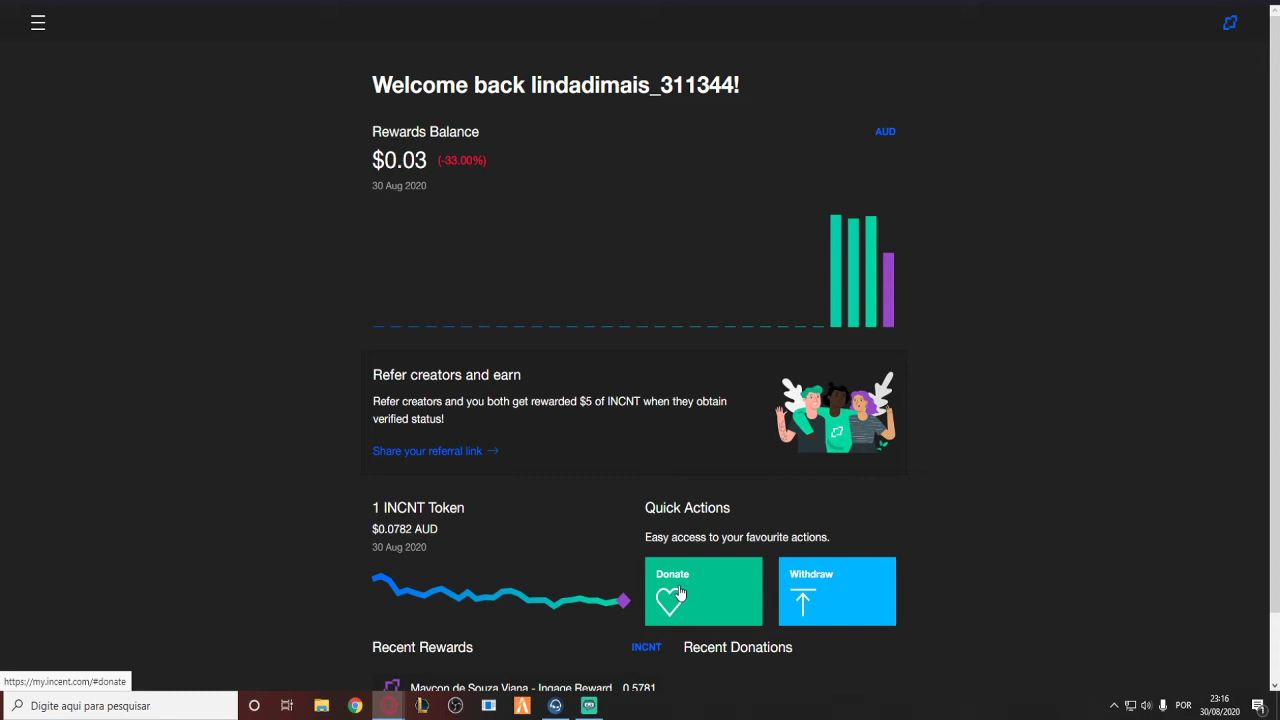 Welcome back lindadimais_311344!
Rewards Balance
AUD
$0.03 (-33.00%)
30 Aug 2020
Refer creators and earn
Refer creators and you both get rewarded $5 of INCNT when they obtain
verified status!
Share your referral link →
1 INCNT Token
$0.0782 AUD
30 Aug 2020
Quick Actions
Easy access to your favourite actions.
Donate
Withdraw
Recent Rewards
INCNT
Recent Donations
Maycon de Souza Viana - Ingage Reward 0.5781
https://my.incent.com/#donate
Digite aqui para pesquisar
POR
23:16
30/08/2020
1